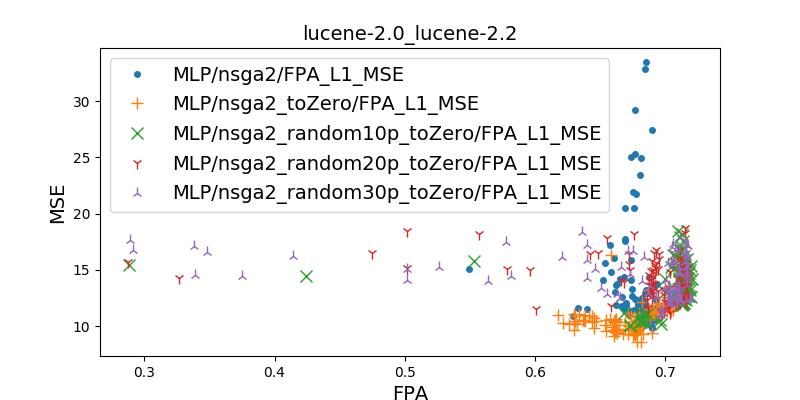 lucene-2.0_lucene-2.2
MLP/nsga2/FPA_L1_MSE
MLP/nsga2_toZero/FPA_L1_MSE
MLP/nsga2_random10p_toZero/FPA_L1_MSE
MLP/nsga2_random20p_toZero/FPA_L1_MSE
MLP/nsga2_random30p_toZero/FPA_L1_MSE
MSE
30
25
20
15
10
0.3 0.4 0.5 0.6 0.7
FPA